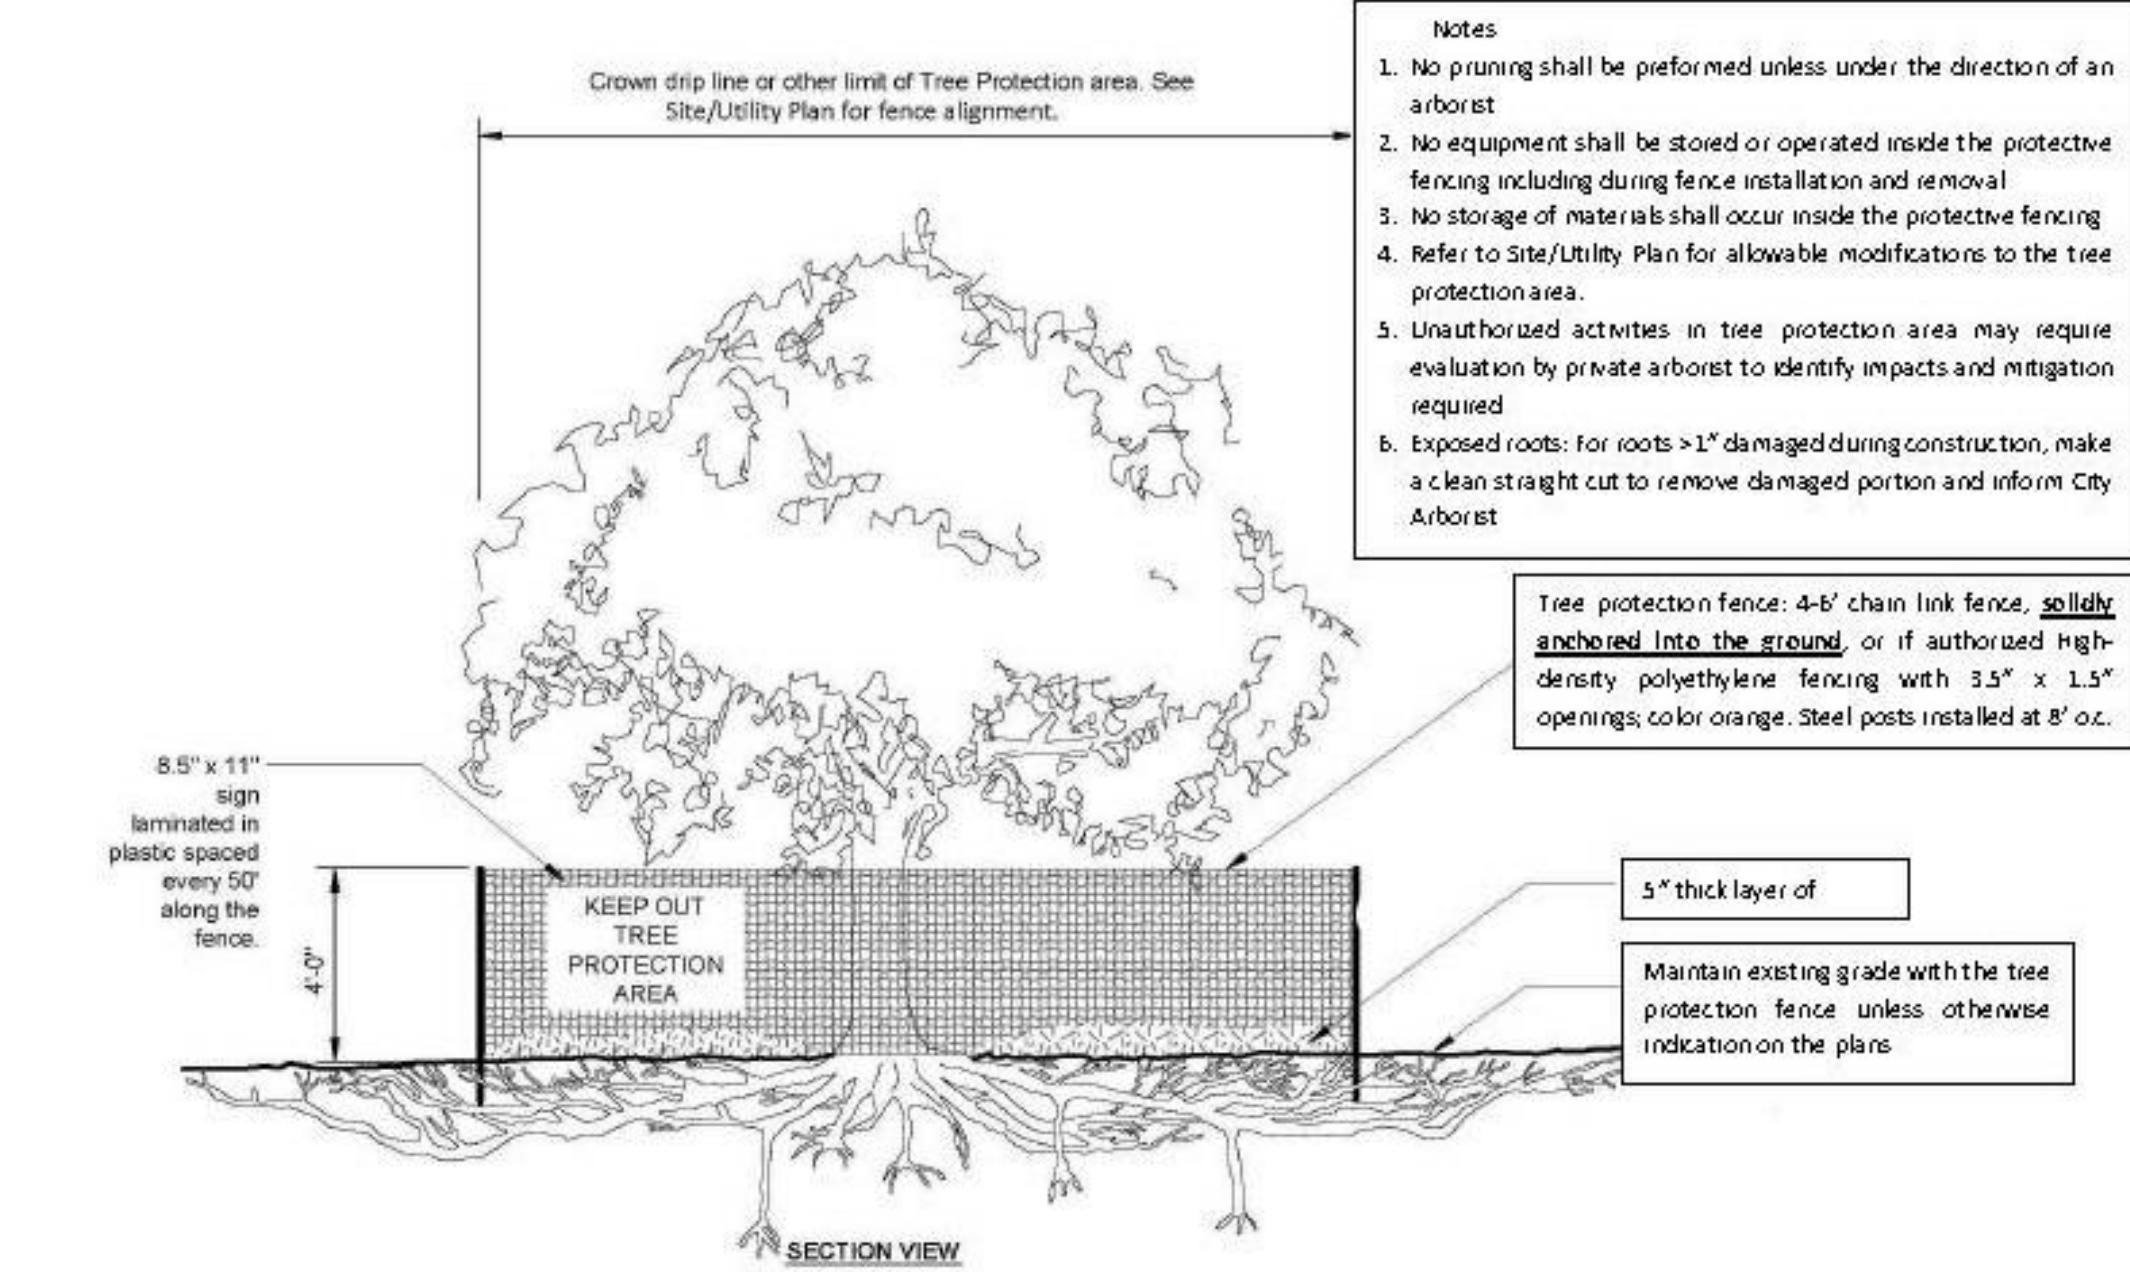 Crown drip line or other limit of Tree Protection area. See
Site/Utility Plan for fence alignment.
Notes
1. No pruning shall be preformed unless under the direction of an
arborist
2. No equipment shall be stored or operated inside the protective
fencing including during fence installation and removal
3. No storage of materials shall occur inside the protective fencing
4. Refer to Site/Utility Plan for allowable modifications to the tree
protection area.
5. Unauthorized activities in tree protection area may require
evaluation by private arborist to identify impacts and mitigation
required
6. Exposed roots: For roots >1" damaged during construction, make
a clean straight cut to remove damaged portion and inform City
Arborist
Tree protection fence: 4-6' chain link fence, solidly
anchored into the ground, or if authorized High-
density polyethylene fencing with 3.5" x 1.5"
openings; color orange. Steel posts installed at 8' o.c.
8.5" x 11"
sign
laminated in
plastic spaced
every 50'
along the
fence.
4'-0"
KEEP OUT
TREE
PROTECTION
AREA
5" thick layer of
Maintain existing grade with the tree
protection fence unless otherwise
indication on the plans
SECTION VIEW